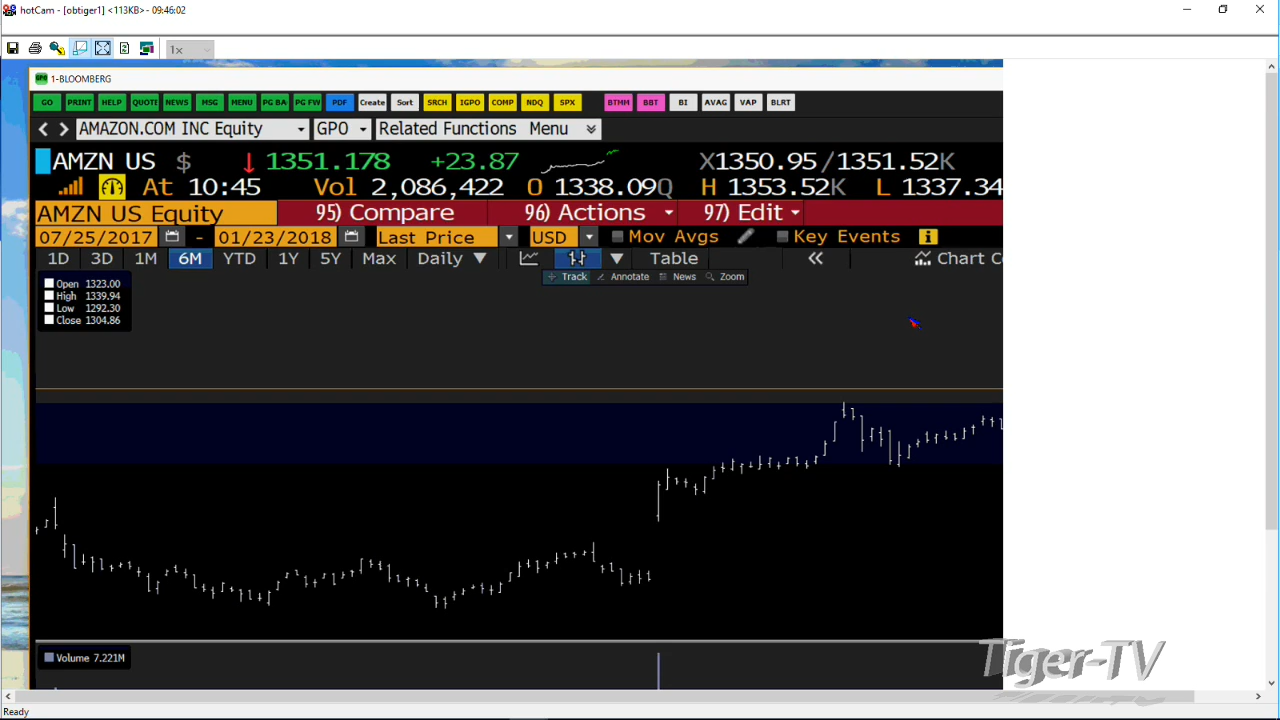 hotCam - [obtiger1] <113KB> - 09:46:02
1x
1-BLOOMBERG
GO PRINT HELP QUOTE NEWS MSG MENU PG BA PG FW PDF Create Sort SRCH IGPO COMP NDQ SPX BTMM BBT BI AVAG VAP BLRT
AMAZON.COM INC Equity GPO Related Functions Menu
AMZN US $ ↓ 1351.178 +23.87 X1350.95/1351.52K
At 10:45 Vol 2,086,422 O 1338.09Q H 1353.52K L 1337.34
AMZN US Equity 95) Compare 96) Actions 97) Edit
07/25/2017 - 01/23/2018 Last Price USD Mov Avgs Key Events
1D 3D 1M 6M YTD 1Y 5Y Max Daily ▼ Table « Chart Co
Track Annotate News Zoom
Open 1323.00
High 1339.94
Low 1292.30
Close 1304.86
Volume 7.221M
Tiger-TV
Ready